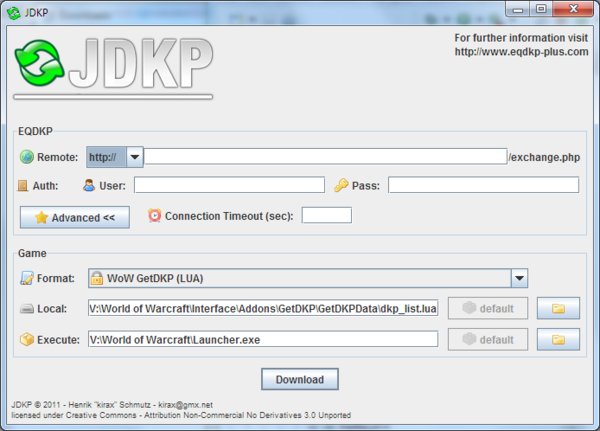 JDKP
JDKP
For further information visit
http://www.eqdkp-plus.com
EQDKP
Remote: http:// /exchange.php
Auth: User: Pass:
Advanced << Connection Timeout (sec):
Game
Format: WoW GetDKP (LUA)
Local: V:\World of Warcraft\Interface\Addons\GetDKP\GetDKPData\dkp_list.lua default
Execute: V:\World of Warcraft\Launcher.exe default
Download
JDKP © 2011 - Henrik "kirax" Schmutz - kirax@gmx.net
licensed under Creative Commons - Attribution Non-Commercial No Derivatives 3.0 Unported